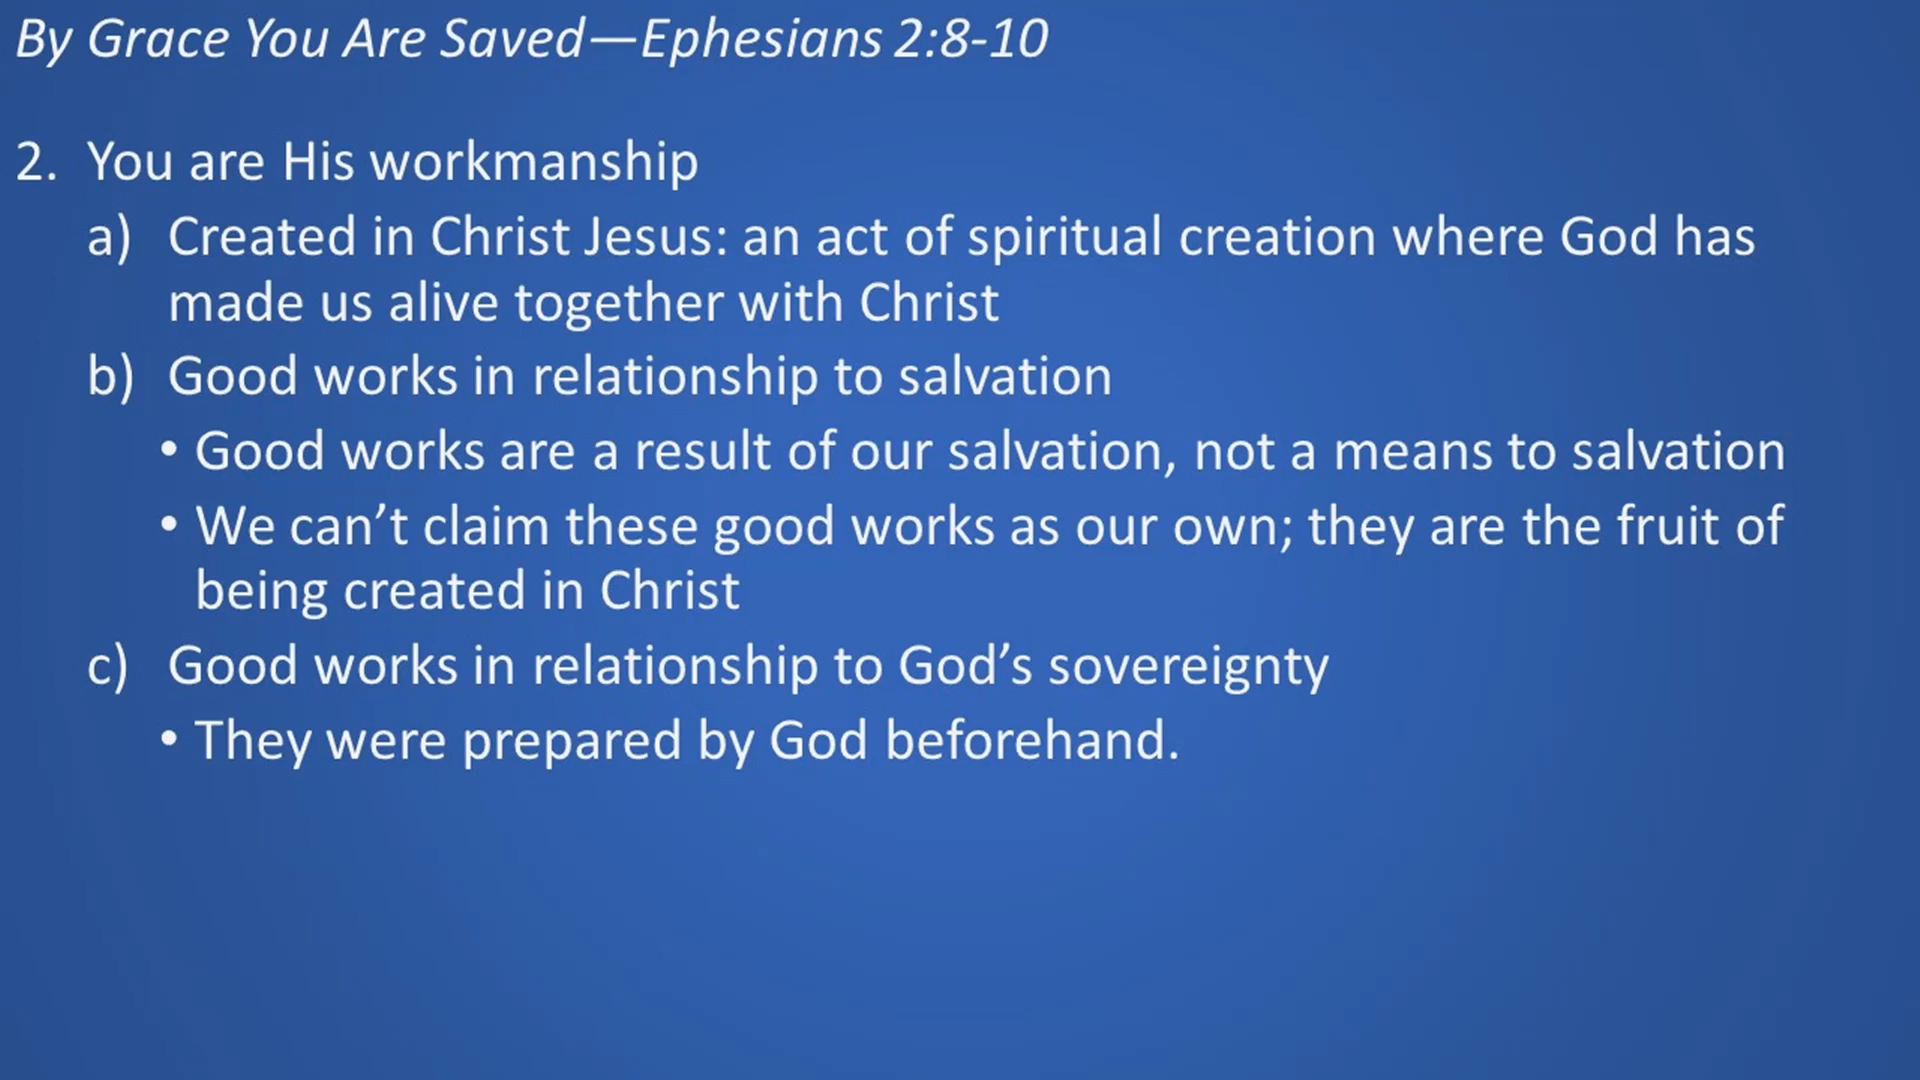 By Grace You Are Saved—Ephesians 2:8-10
2. You are His workmanship
a) Created in Christ Jesus: an act of spiritual creation where God has
made us alive together with Christ
b) Good works in relationship to salvation
• Good works are a result of our salvation, not a means to salvation
• We can’t claim these good works as our own; they are the fruit of
being created in Christ
c) Good works in relationship to God’s sovereignty
• They were prepared by God beforehand.